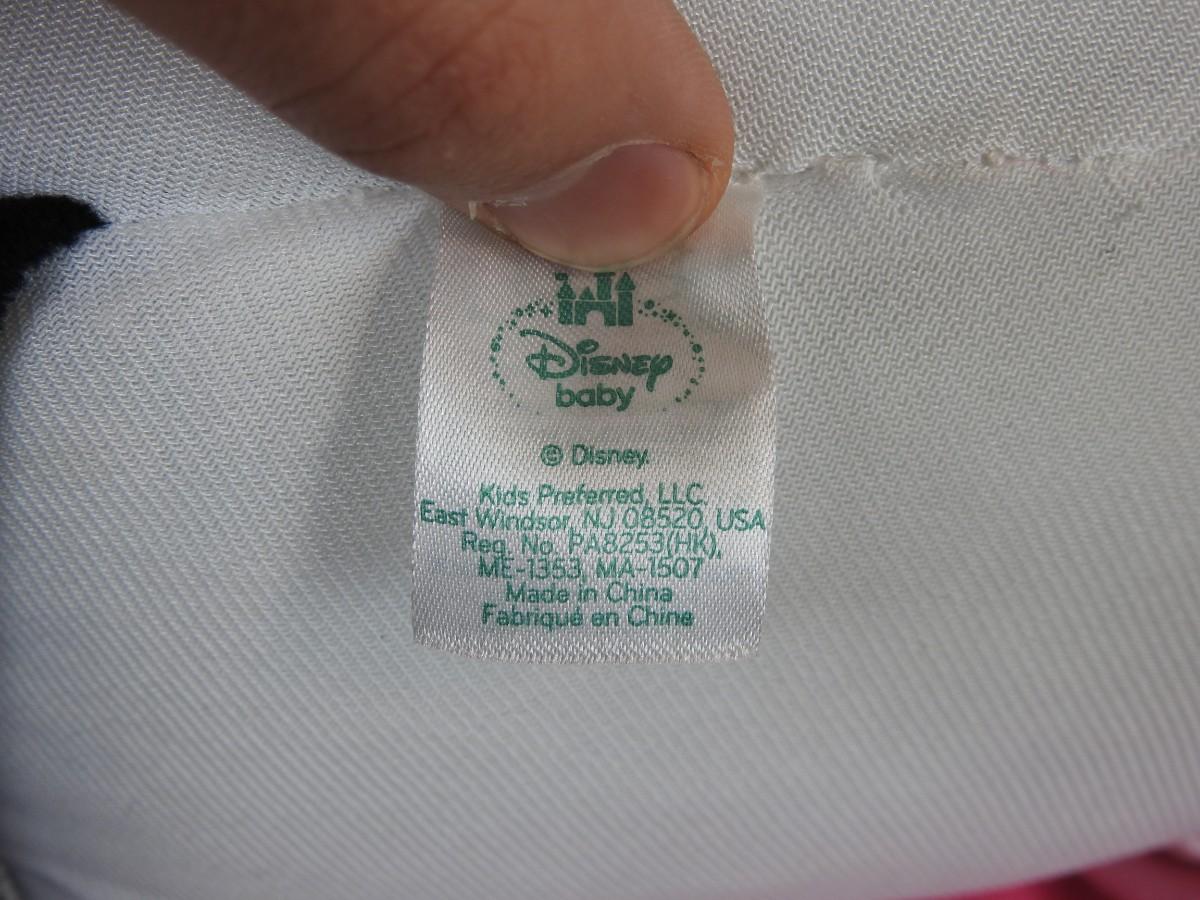 Disney
baby
© Disney.
Kids Preferred, LLC.
East Windsor, NJ 08520, USA
Reg. No. PA8253(HK),
ME-1353, MA-1507
Made in China
Fabriqué en Chine